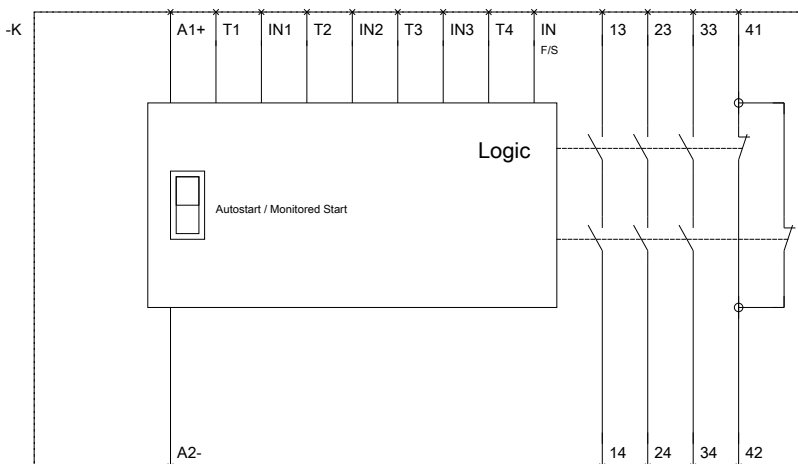 -K A1+ T1 IN1 T2 IN2 T3 IN3 T4 IN 13 23 33 41
F/S
Logic
Autostart / Monitored Start
A2- 14 24 34 42